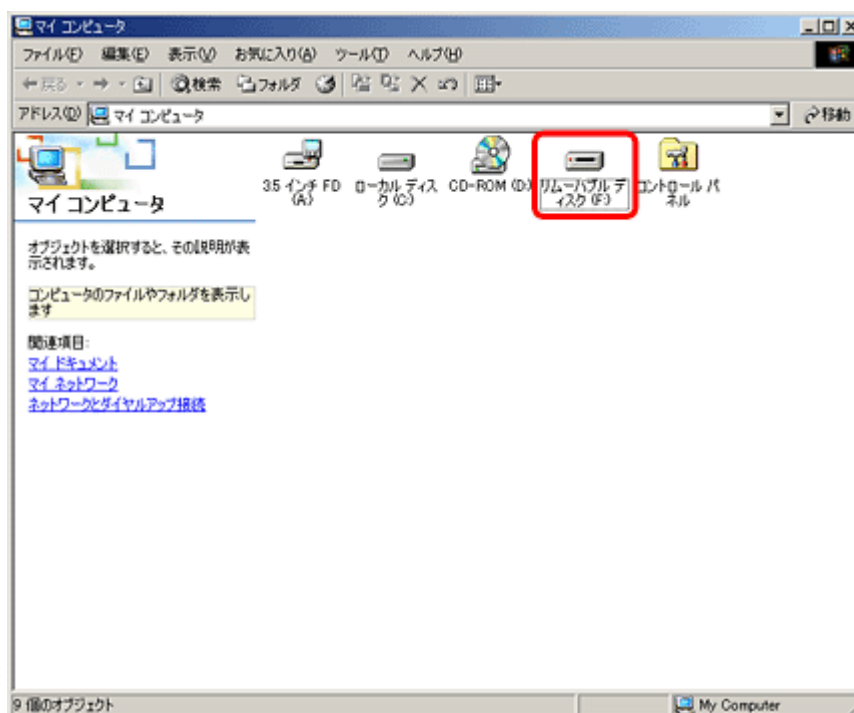 マイ コンピュータ
ファイル(F) 編集(E) 表示(V) お気に入り(A) ツール(T) ヘルプ(H)
戻る 検索 フォルダ
アドレス(D) マイ コンピュータ 移動
マイ コンピュータ
オブジェクトを選択すると、その説明が表
示されます。
コンピュータのファイルやフォルダを表示し
ます
関連項目:
マイ ドキュメント
マイ ネットワーク
ネットワークとダイヤルアップ接続
3.5 インチ FD
(A:)
ローカル ディス
ク (C:)
CD-ROM (D:)
リムーバブル デ
ィスク (F:)
コントロール パ
ネル
9 個のオブジェクト
My Computer